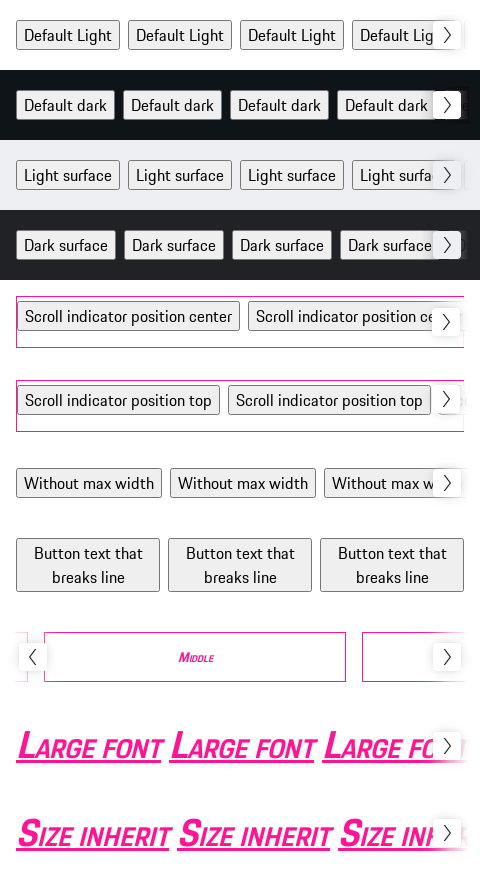 Default Light Default Light Default Light Default Lig
Default dark Default dark Default dark Default dark
Light surface Light surface Light surface Light surfa
Dark surface Dark surface Dark surface Dark surface
Scroll indicator position center Scroll indicator position ce
Scroll indicator position top Scroll indicator position top
Without max width Without max width Without max w
Button text that Button text that Button text that
breaks line breaks line breaks line
Middle
Large font Large font Large fo
Size inherit Size inherit Size inh